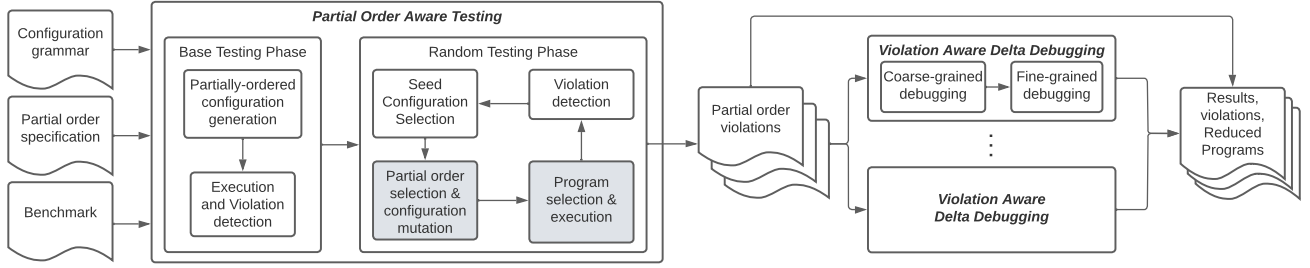 Configuration
grammar
Partial order
specification
Benchmark
Partial Order Aware Testing
Base Testing Phase
Partially-ordered
configuration
generation
Execution
and Violation
detection
Random Testing Phase
Seed
Configuration
Selection
Violation
detection
Partial order
selection &
configuration
mutation
Program
selection &
execution
Partial order
violations
Violation Aware Delta Debugging
Coarse-grained
debugging
Fine-grained
debugging
Violation Aware
Delta Debugging
Results,
violations,
Reduced
Programs